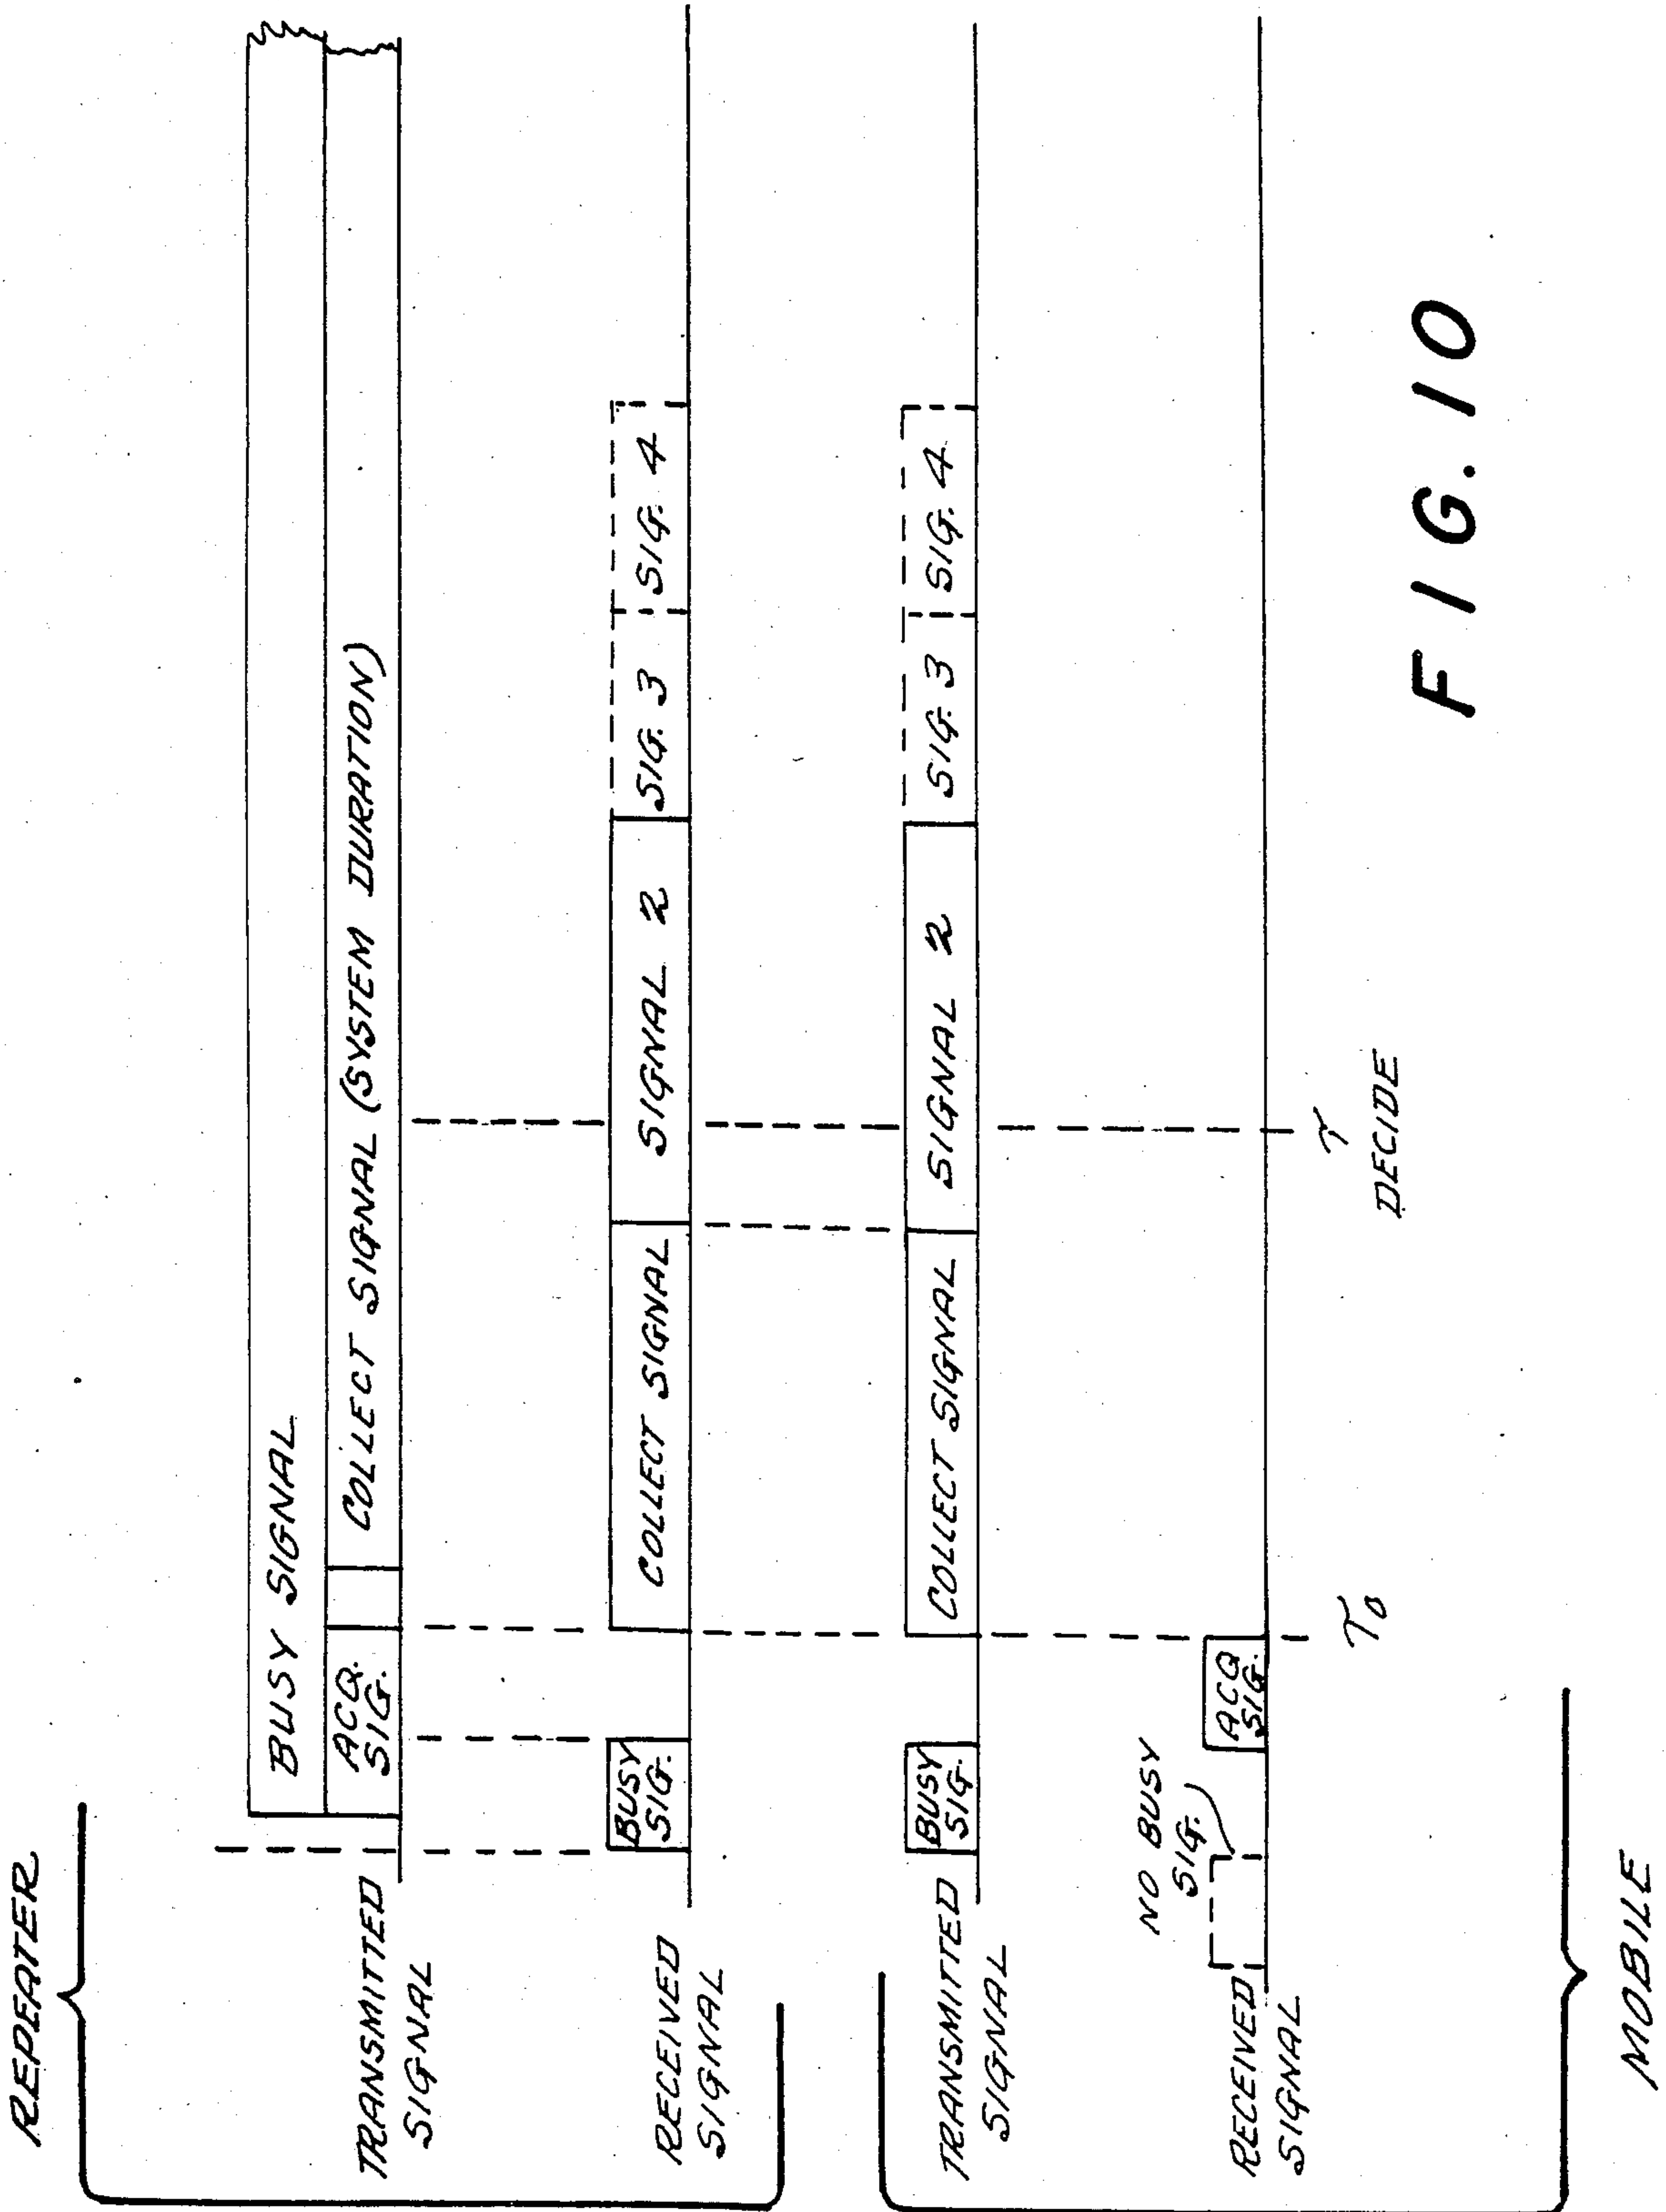 REPEATER
TRANSMITTED
SIGNAL
BUSY SIGNAL
ACQ.
SIG.
COLLECT SIGNAL (SYSTEM DURATION)
RECEIVED
SIGNAL
BUSY
SIG.
COLLECT SIGNAL
SIGNAL 2
SIG. 3
SIG. 4
TRANSMITTED
SIGNAL
BUSY
SIG.
COLLECT SIGNAL
SIGNAL 2
SIG. 3
SIG. 4
RECEIVED
SIGNAL
NO BUSY
SIG.
ACQ
SIG.
T0
T
DECIDE
MOBILE
FIG. 10